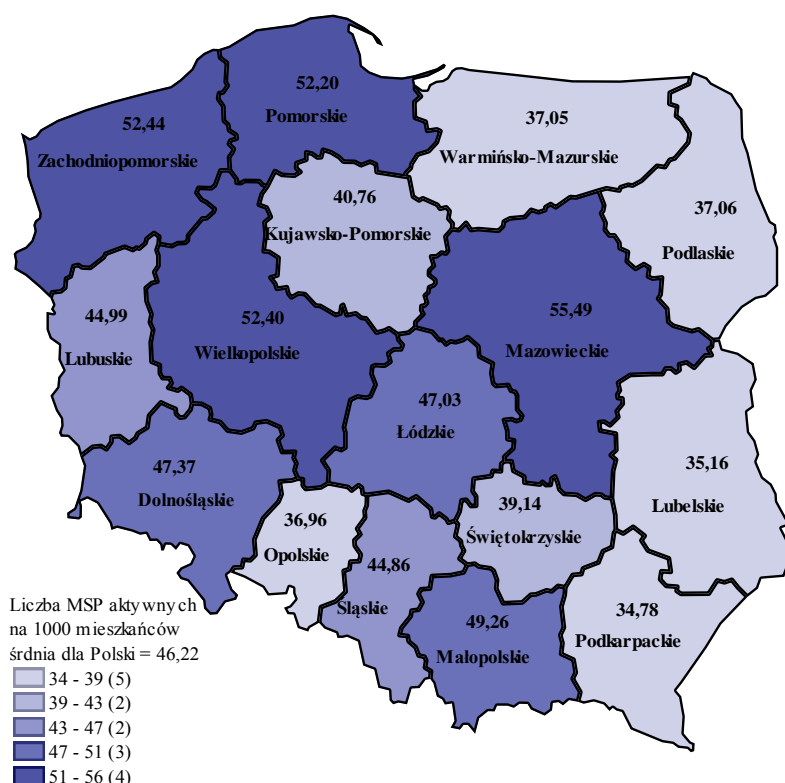 52,20
Pomorskie
52,44
Zachodniopomorskie
37,05
Warmińsko-Mazurskie
40,76
Kujawsko-Pomorskie
37,06
Podlaskie
44,99
Lubuskie
52,40
Wielkopolskie
55,49
Mazowieckie
47,03
Łódzkie
47,37
Dolnośląskie
35,16
Lubelskie
39,14
Świętokrzyskie
36,96
Opolskie
44,86
Śląskie
49,26
Małopolskie
34,78
Podkarpackie
Liczba MSP aktywnych
na 1000 mieszkańców
śrdnia dla Polski = 46,22
34 - 39 (5)
39 - 43 (2)
43 - 47 (2)
47 - 51 (3)
51 - 56 (4)